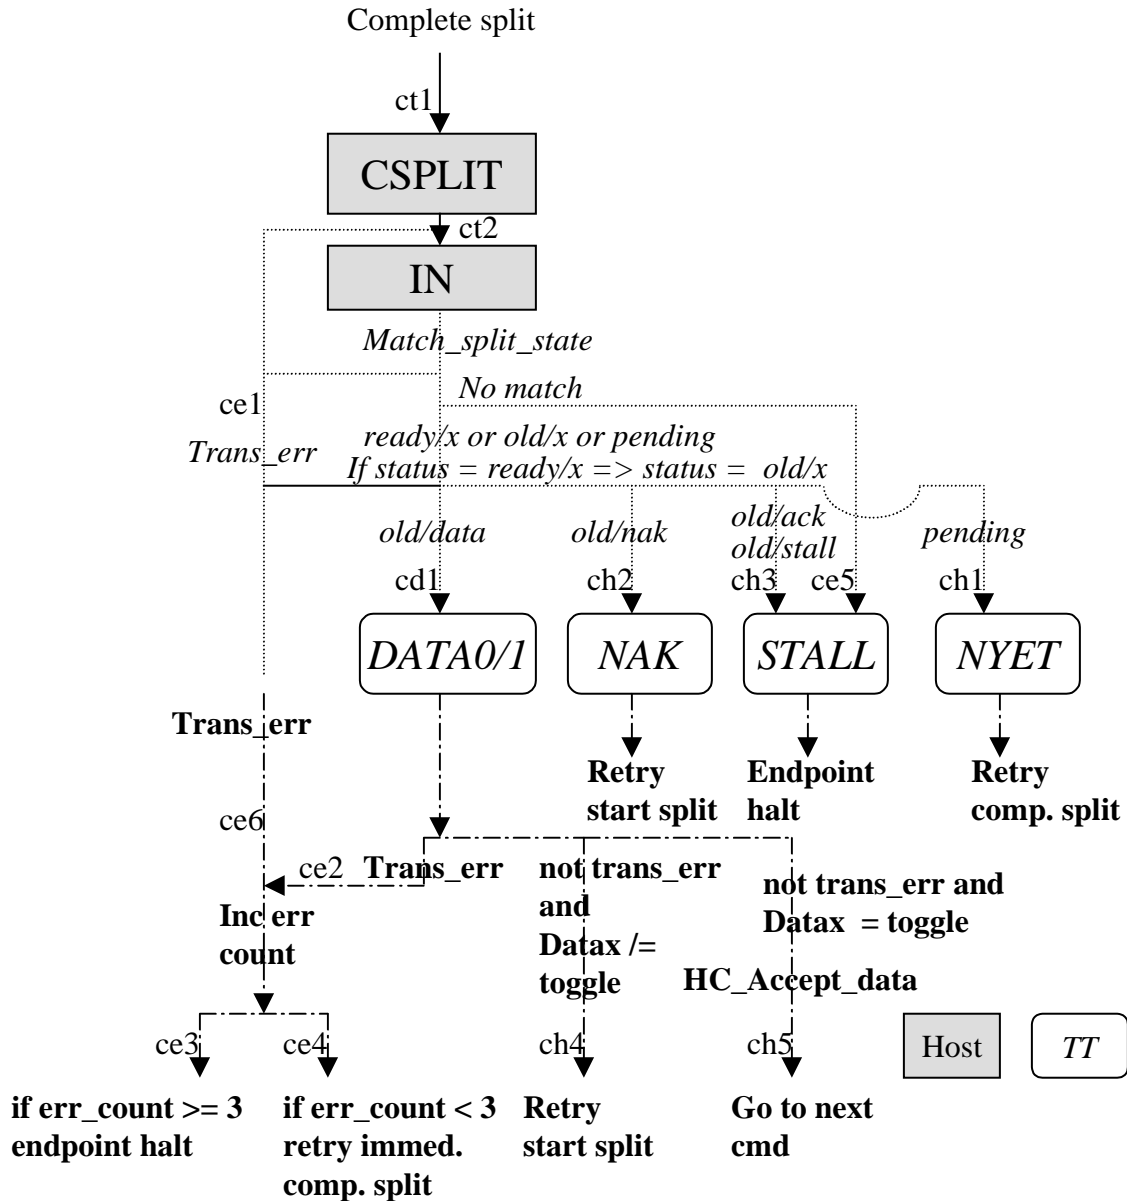 Complete split
ct1
CSPLIT
ct2
IN
Match_split_state
No match
ce1
ready/x or old/x or pending
Trans_err
If status = ready/x => status = old/x
old/data
old/nak
old/ack
old/stall
pending
cd1
ch2
ch3
ce5
ch1
DATA0/1
NAK
STALL
NYET
Trans_err
Retry
start split
Endpoint
halt
Retry
comp. split
ce6
ce2
Trans_err
not trans_err
and
Datax /=
toggle
not trans_err and
Datax = toggle
Inc err
count
HC_Accept_data
ce3
ce4
ch4
ch5
Host
TT
if err_count >= 3
endpoint halt
if err_count < 3
retry immed.
comp. split
Retry
start split
Go to next
cmd